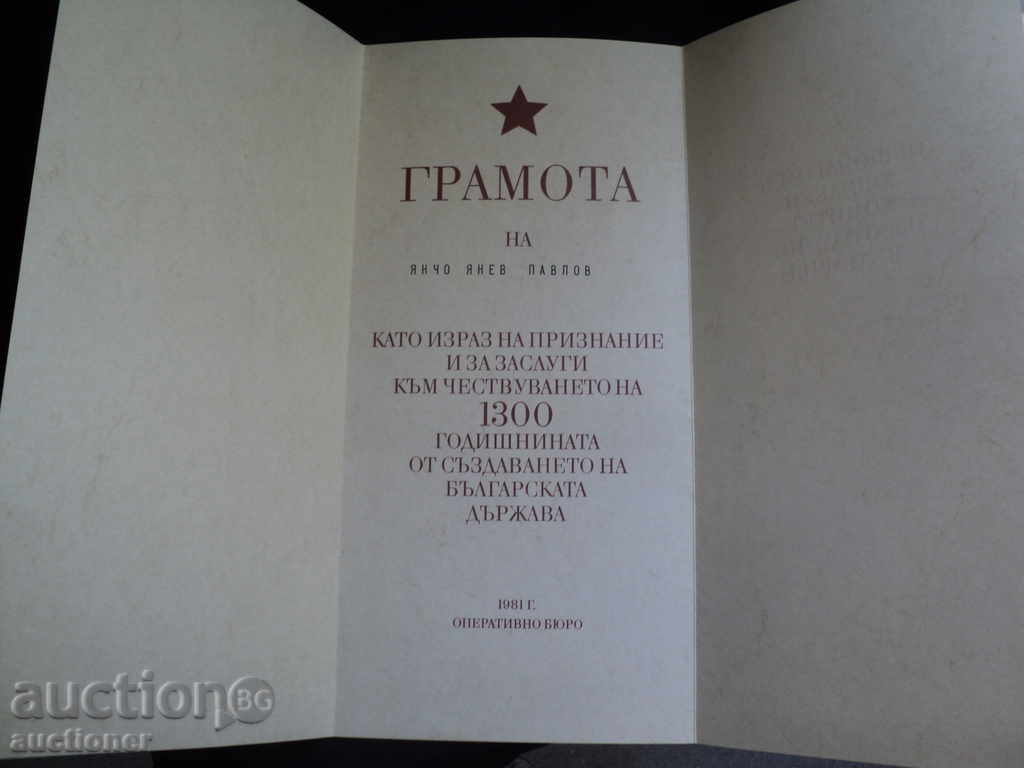 ГРАМОТА
НА
ЯНЧО ЯНЕВ ПАВЛОВ
КАТО ИЗРАЗ НА ПРИЗНАНИЕ
И ЗА ЗАСЛУГИ
КЪМ ЧЕСТВУВАНЕТО НА
1300
ГОДИШНИНАТА
ОТ СЪЗДАВАНЕТО НА
БЪЛГАРСКАТА
ДЪРЖАВА
1981 Г.
ОПЕРАТИВНО БЮРО
auction BG
auctioner